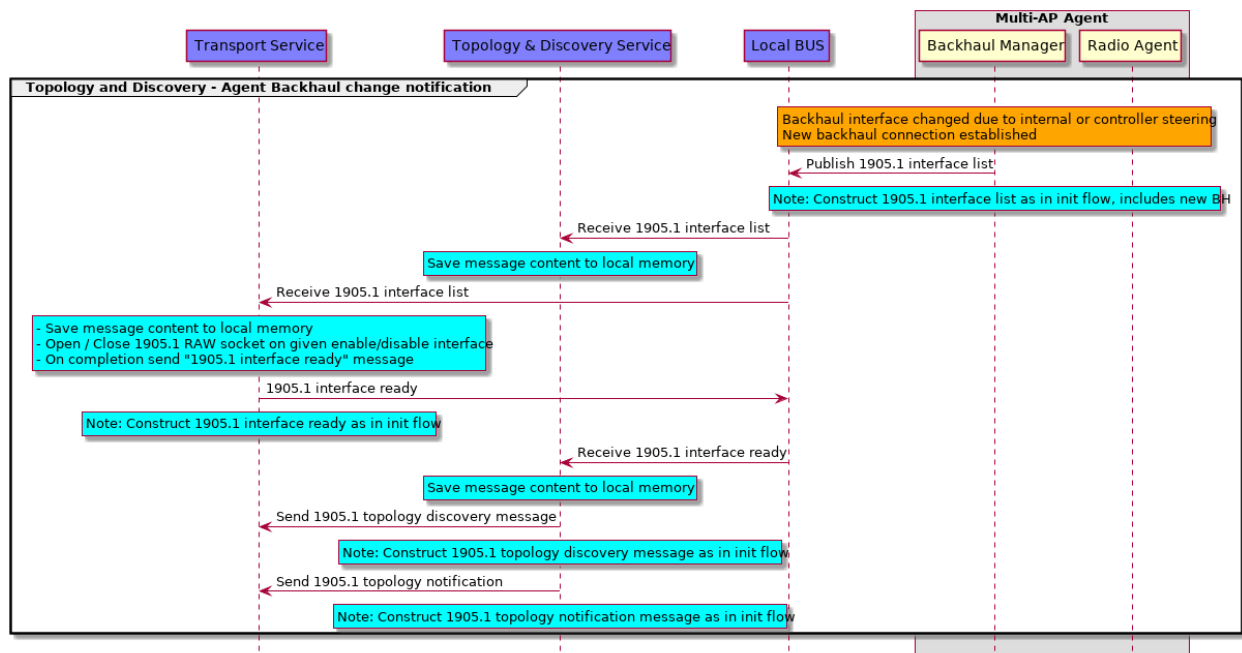 Multi-AP Agent
Transport Service
Topology & Discovery Service
Local BUS
Backhaul Manager
Radio Agent
Topology and Discovery - Agent Backhaul change notification
Backhaul interface changed due to internal or controller steering
New backhaul connection established
Publish 1905.1 interface list
Note: Construct 1905.1 interface list as in init flow, includes new BH
Receive 1905.1 interface list
Save message content to local memory
Receive 1905.1 interface list
- Save message content to local memory
- Open / Close 1905.1 RAW socket on given enable/disable interface
- On completion send "1905.1 interface ready" message
1905.1 interface ready
Note: Construct 1905.1 interface ready as in init flow
Receive 1905.1 interface ready
Save message content to local memory
Send 1905.1 topology discovery message
Note: Construct 1905.1 topology discovery message as in init flow
Send 1905.1 topology notification
Note: Construct 1905.1 topology notification message as in init flow